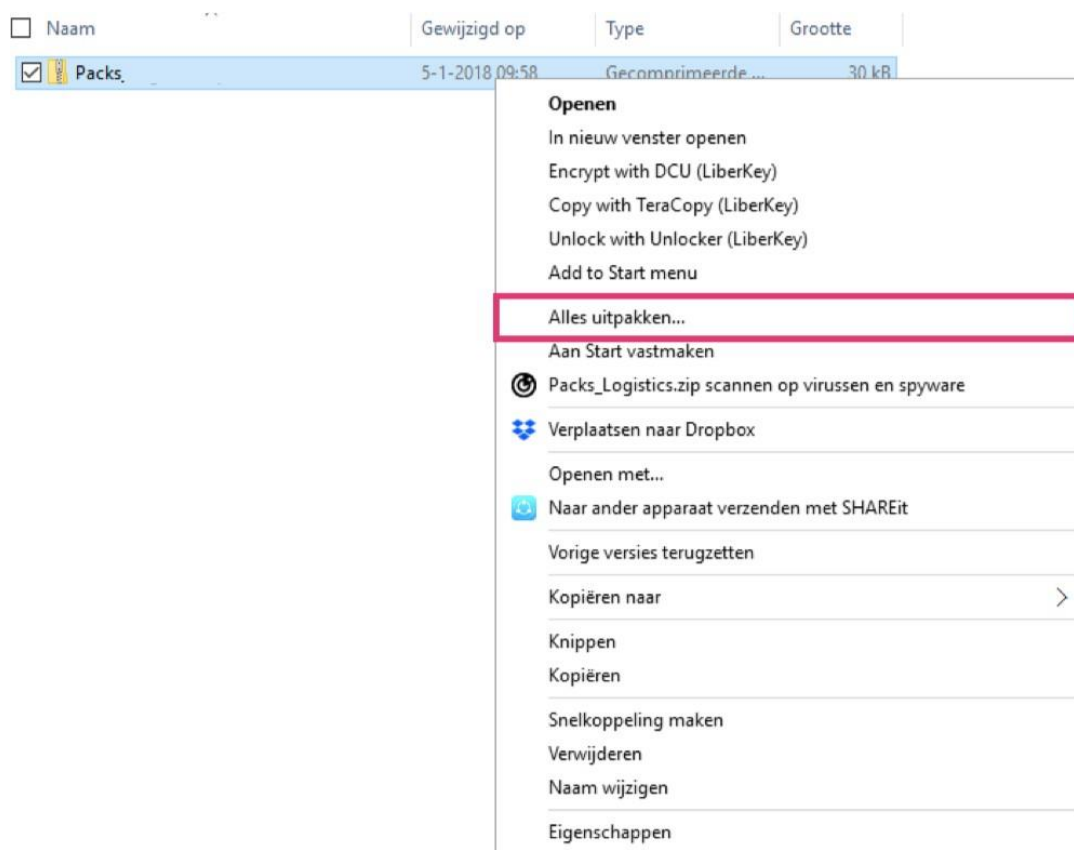 Naam Gewijzigd op Type Grootte
Packs_ 5-1-2018 09:58 Gecomprimeerde ... 30 kB
Openen
In nieuw venster openen
Encrypt with DCU (LiberKey)
Copy with TeraCopy (LiberKey)
Unlock with Unlocker (LiberKey)
Add to Start menu
Alles uitpakken...
Aan Start vastmaken
Packs_Logistics.zip scannen op virussen en spyware
Verplaatsen naar Dropbox
Openen met...
Naar ander apparaat verzenden met SHAREit
Vorige versies terugzetten
Kopiëren naar
Knippen
Kopiëren
Snelkoppeling maken
Verwijderen
Naam wijzigen
Eigenschappen